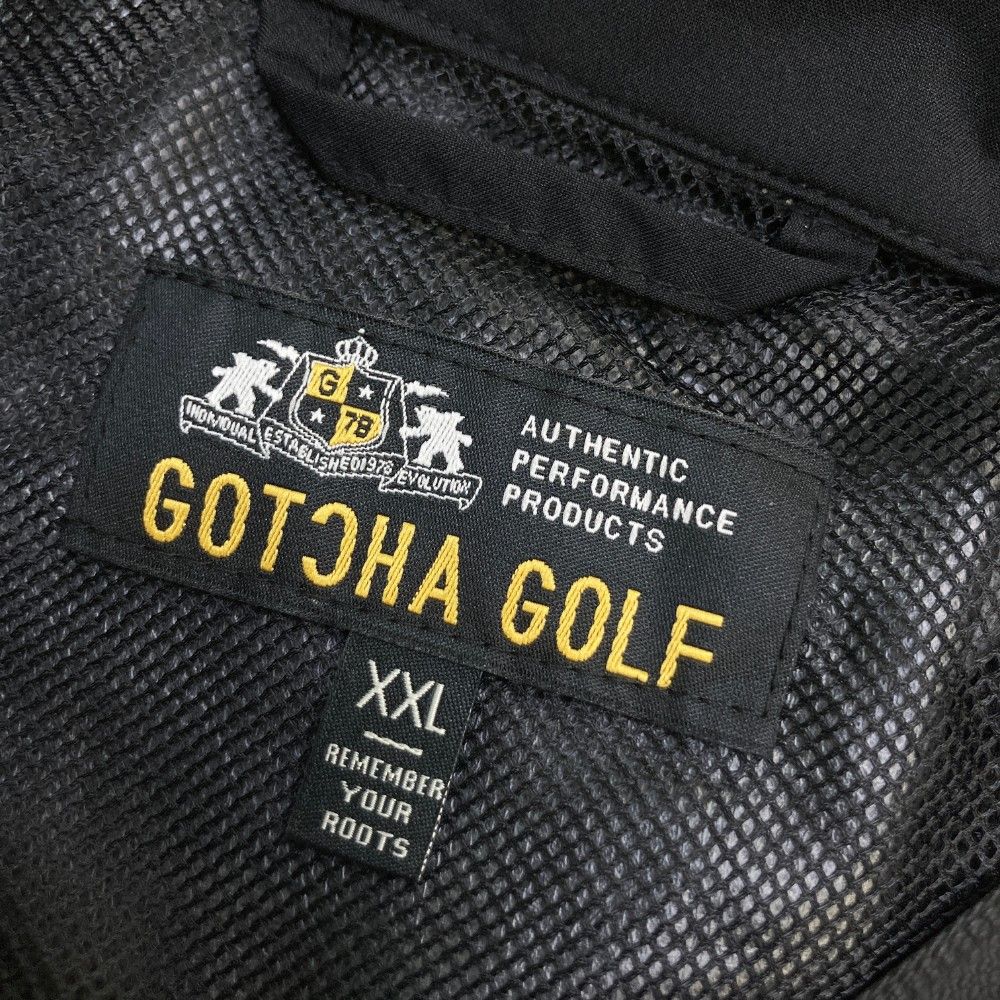 G
78
INDIVIDUAL ESTABLISHED1978 EVOLUTION
AUTHENTIC
PERFORMANCE
PRODUCTS
GOTCHA GOLF
XXL
REMEMBER
YOUR
ROOTS